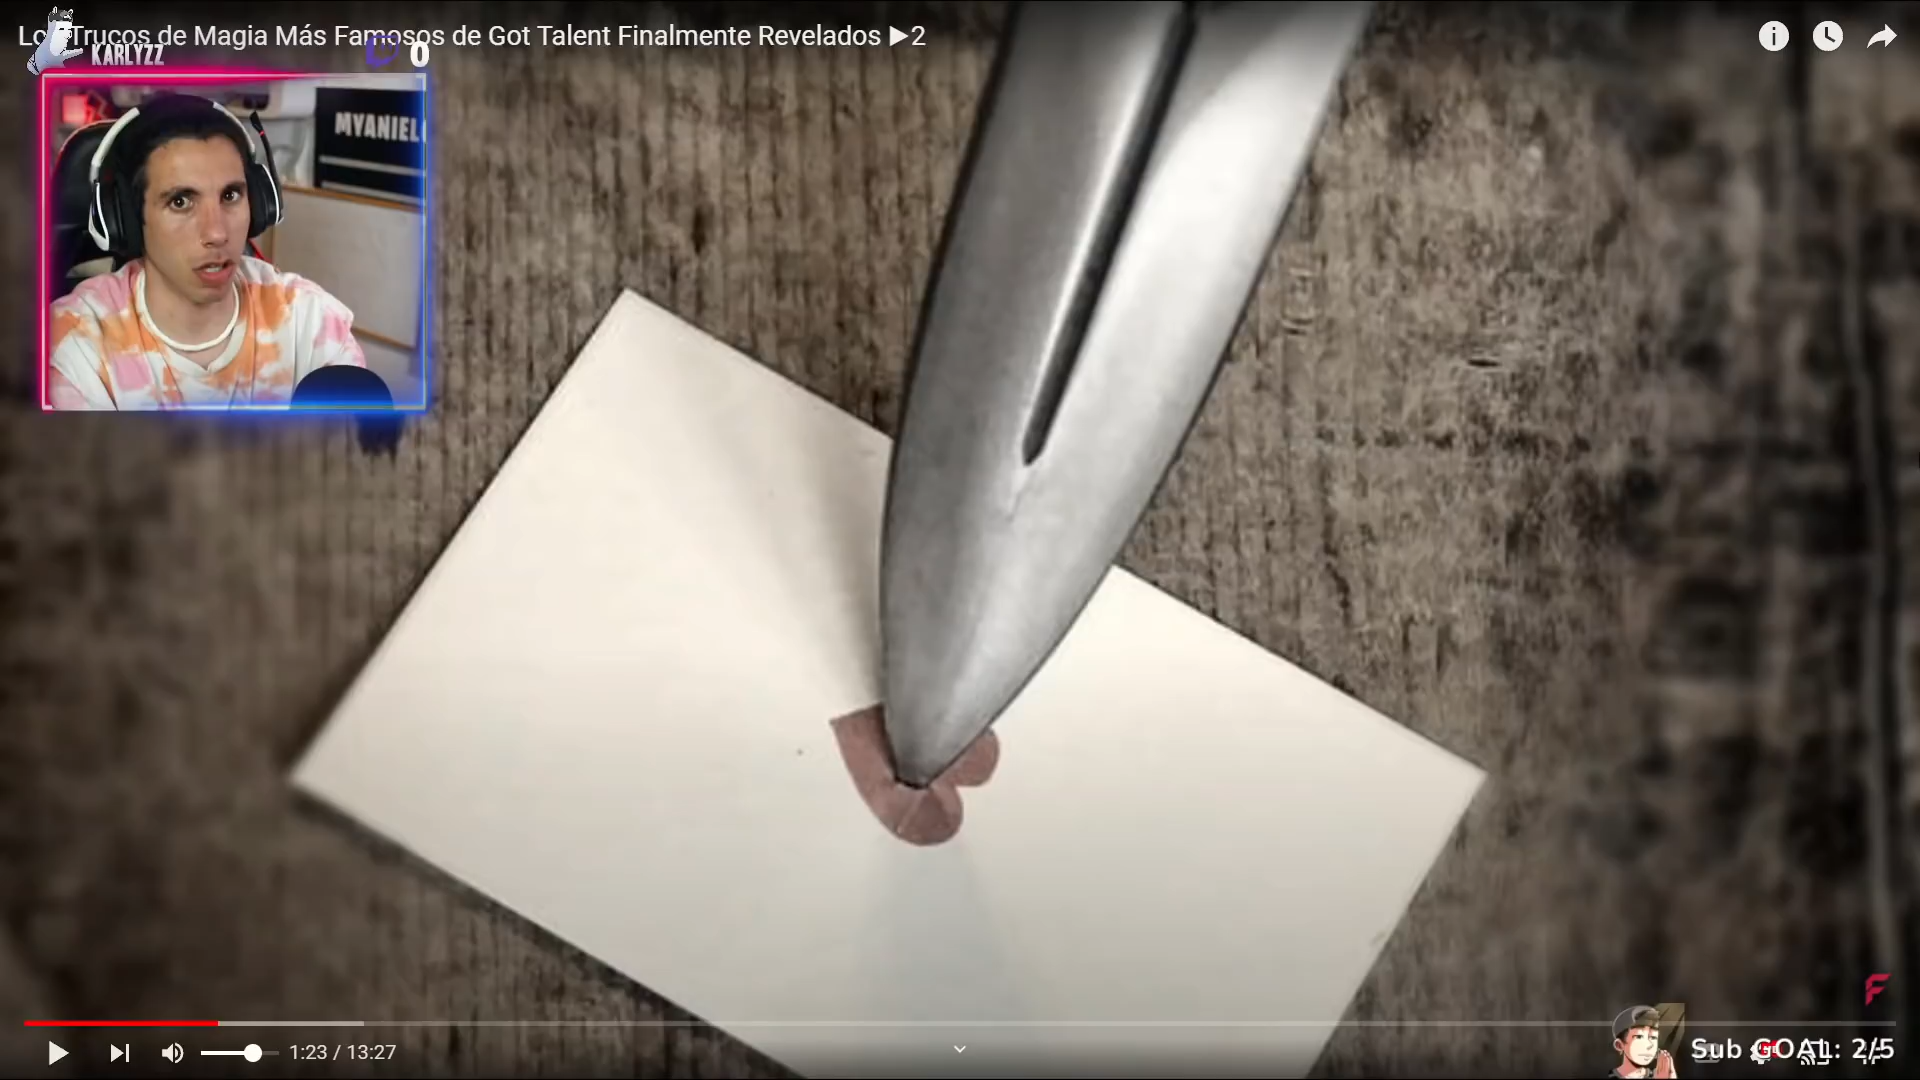 Los Trucos de Magia Más Famosos de Got Talent Finalmente Revelados ▶2
KARLYZZ
0
MYANIEL
1:23 / 13:27
Sub GOAL: 2/5